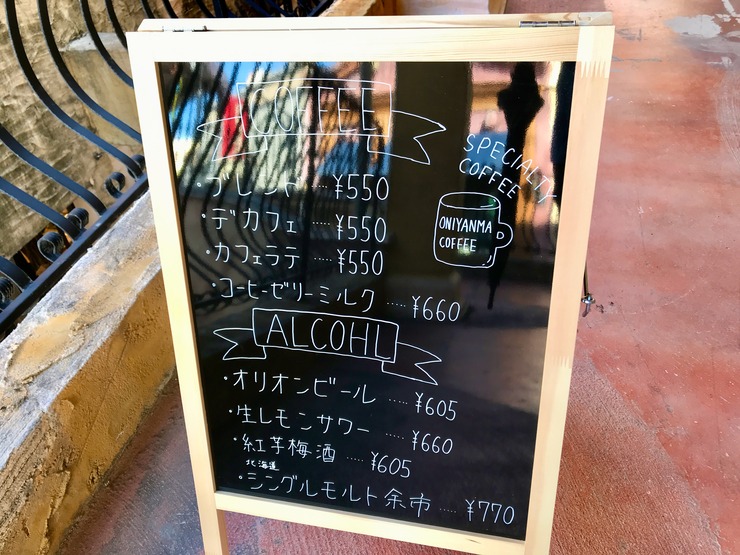 COFFEE
・ブレンド ‥‥ ¥550
・デカフェ ‥‥ ¥550
・カフェラテ ‥‥ ¥550
・コーヒーゼリーミルク ‥‥‥ ¥660
SPECIALTY
COFFEE
ONIYANMA
COFFEE
ALCOHL
・オリオンビール ‥‥‥ ¥605
・生レモンサワー ‥‥‥ ¥660
・紅芋梅酒 ‥‥‥ ¥605
北海道
・シングルモルト余市 ‥‥‥ ¥770